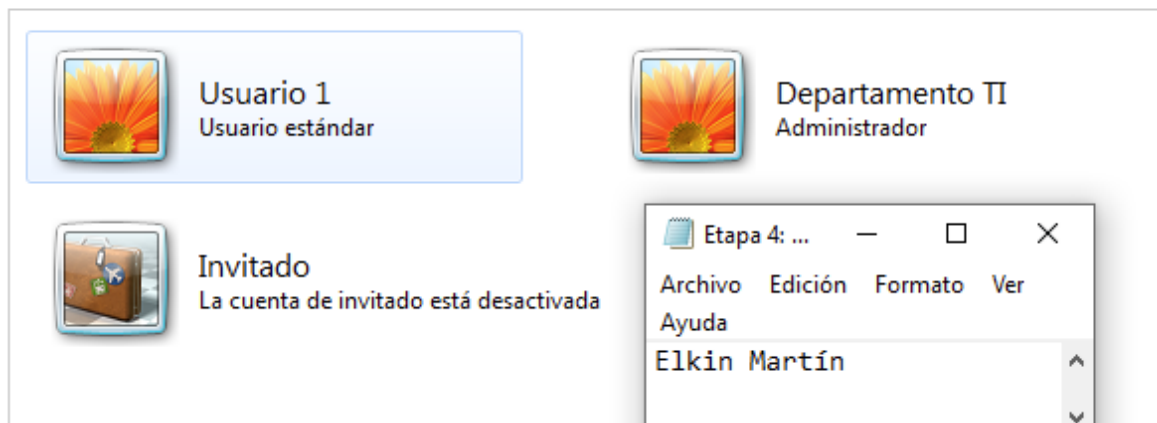 Usuario 1
Usuario estándar
Departamento TI
Administrador
Invitado
La cuenta de invitado está desactivada
Etapa 4: ...
Archivo Edición Formato Ver
Ayuda
Elkin Martín